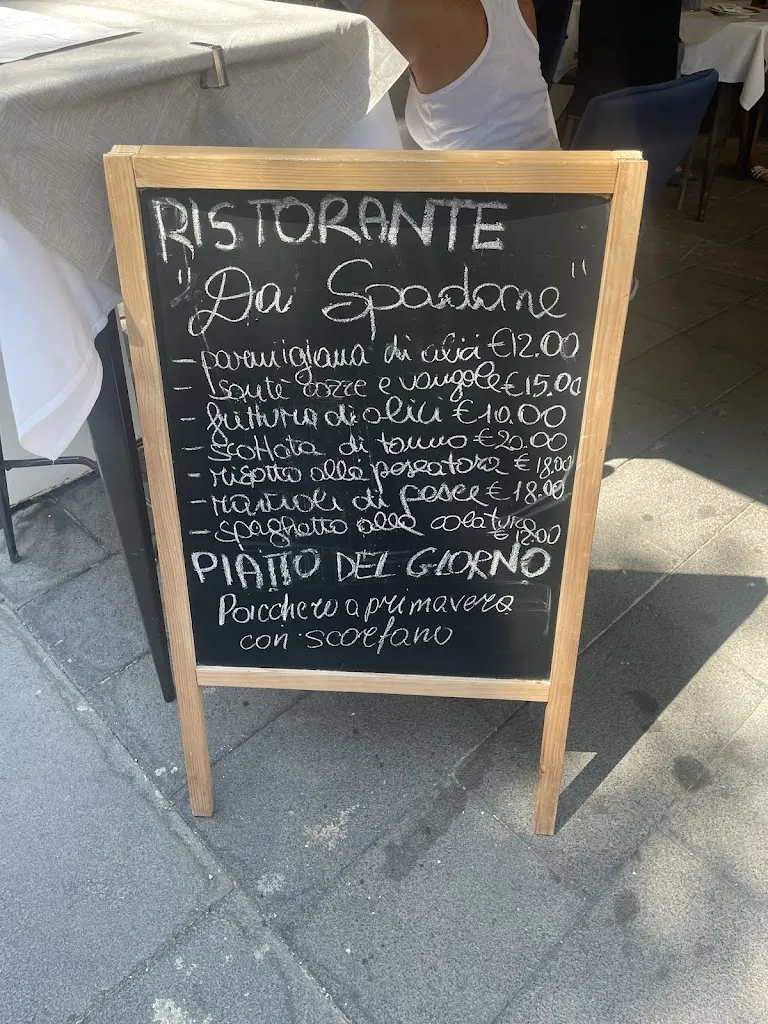 RISTORANTE
"Da Spadone"
- parmigiana di alici €12.00
- sautè cozze e vongole €15.00
- frittura di alici €10.00
- scottata di tonno €20.00
- risotto alla pescatora €18.00
- ravioli di pesce €18.00
- spaghetto alla colatura
€12.00
PIATTO DEL GIORNO
Paicchero a primavera
con scorfano